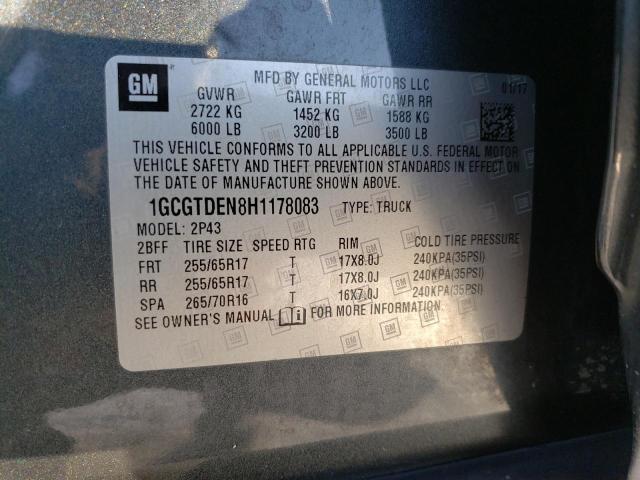 GM
MFD BY GENERAL MOTORS LLC 01/17
GVWR GAWR FRT GAWR RR
2722 KG 1452 KG 1588 KG
6000 LB 3200 LB 3500 LB
THIS VEHICLE CONFORMS TO ALL APPLICABLE U.S. FEDERAL MOTOR
VEHICLE SAFETY AND THEFT PREVENTION STANDARDS IN EFFECT ON
THE DATE OF MANUFACTURE SHOWN ABOVE.
1GCGTDEN8H1178083 TYPE: TRUCK
MODEL: 2P43
2BFF TIRE SIZE SPEED RTG RIM COLD TIRE PRESSURE
FRT 255/65R17 T 17X8.0J 240KPA(35PSI)
RR 255/65R17 T 17X8.0J 240KPA(35PSI)
SPA 265/70R16 T 16X7.0J 240KPA(35PSI)
SEE OWNER'S MANUAL FOR MORE INFORMATION.